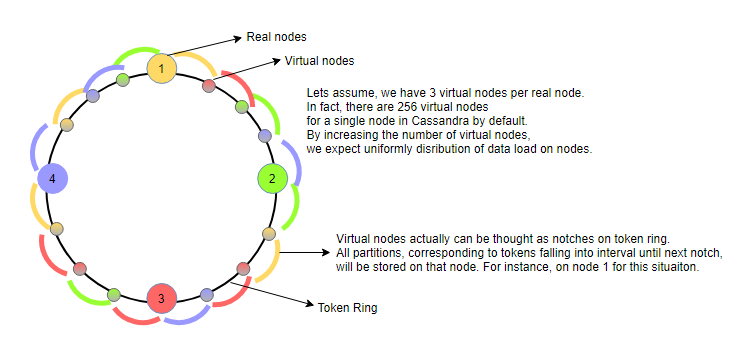 Real nodes
1
Virtual nodes
Lets assume, we have 3 virtual nodes per real node.
In fact, there are 256 virtual nodes
for a single node in Cassandra by default.
By increasing the number of virtual nodes,
we expect uniformly disribution of data load on nodes.
4
2
Virtual nodes actually can be thought as notches on token ring.
All partitions, corresponding to tokens falling into interval until next notch,
will be stored on that node. For instance, on node 1 for this situaiton.
3
Token Ring